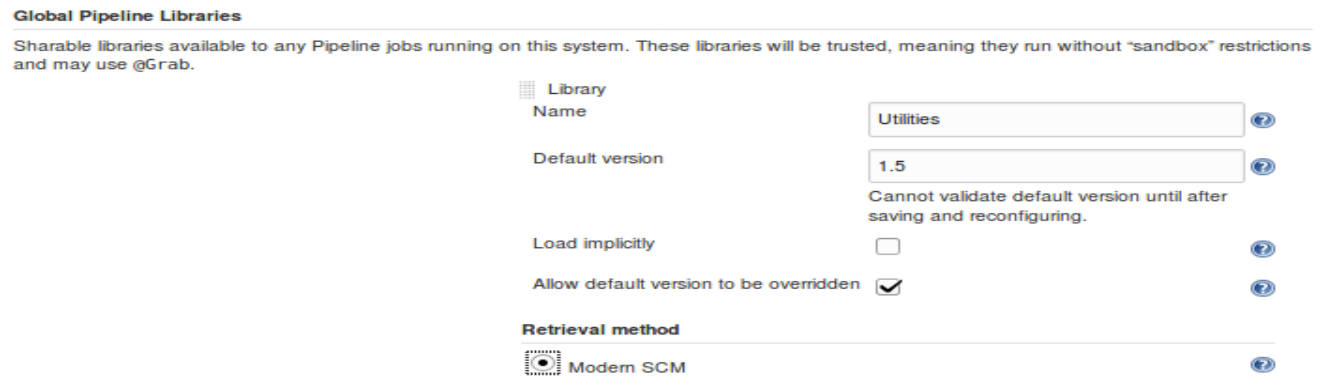 Global Pipeline Libraries
Sharable libraries available to any Pipeline jobs running on this system. These libraries will be trusted, meaning they run without “sandbox” restrictions
and may use @Grab.
Library
Name
Utilities
Default version
1.5
Cannot validate default version until after
saving and reconfiguring.
Load implicitly
Allow default version to be overridden
Retrieval method
Modern SCM